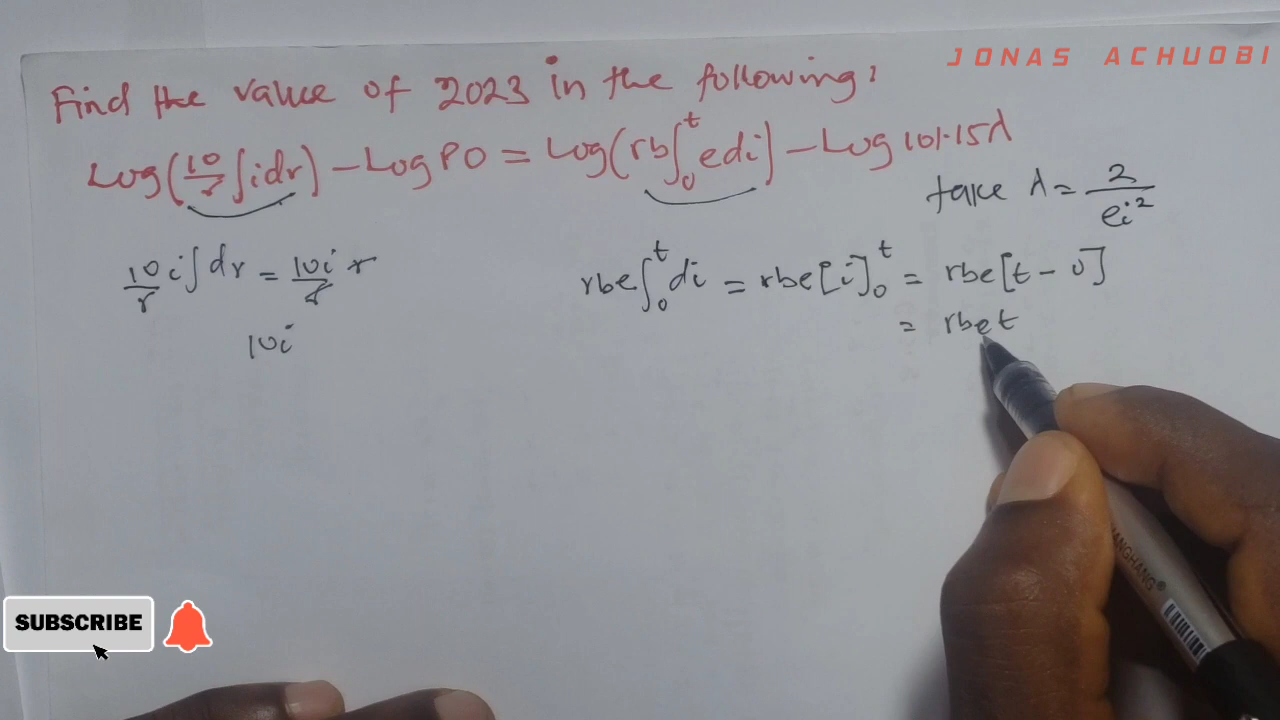 JONAS ACHUOBI
Find the value of 2023 in the following:
Log(10/r ∫idr) - Log PO = Log(rb∫₀ᵗ edi) - Log 101.15λ
take λ = 2/ei²
10/r i∫dr = 10i/r r
rbe∫₀ᵗ di = rbe[i]₀ᵗ = rbe[t - 0]
10i
= rbet
SUBSCRIBE